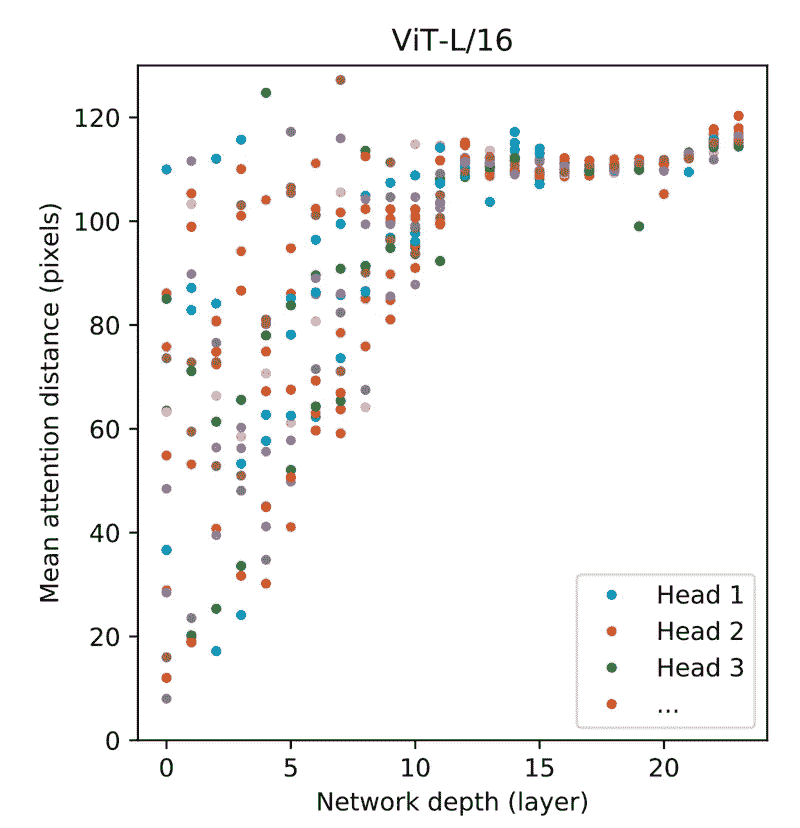 ViT-L/16
120
100
80
60
40
20
0
Mean attention distance (pixels)
Head 1
Head 2
Head 3
...
0 5 10 15 20
Network depth (layer)